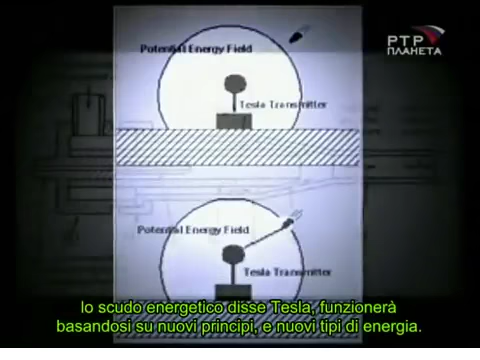 РТР
ПЛАНЕТА
Potential Energy Field
Tesla Transmitter
Potential Energy Field
Tesla Transmitter
lo scudo energetico disse Tesla, funzionerà
basandosi su nuovi principi, e nuovi tipi di energia.